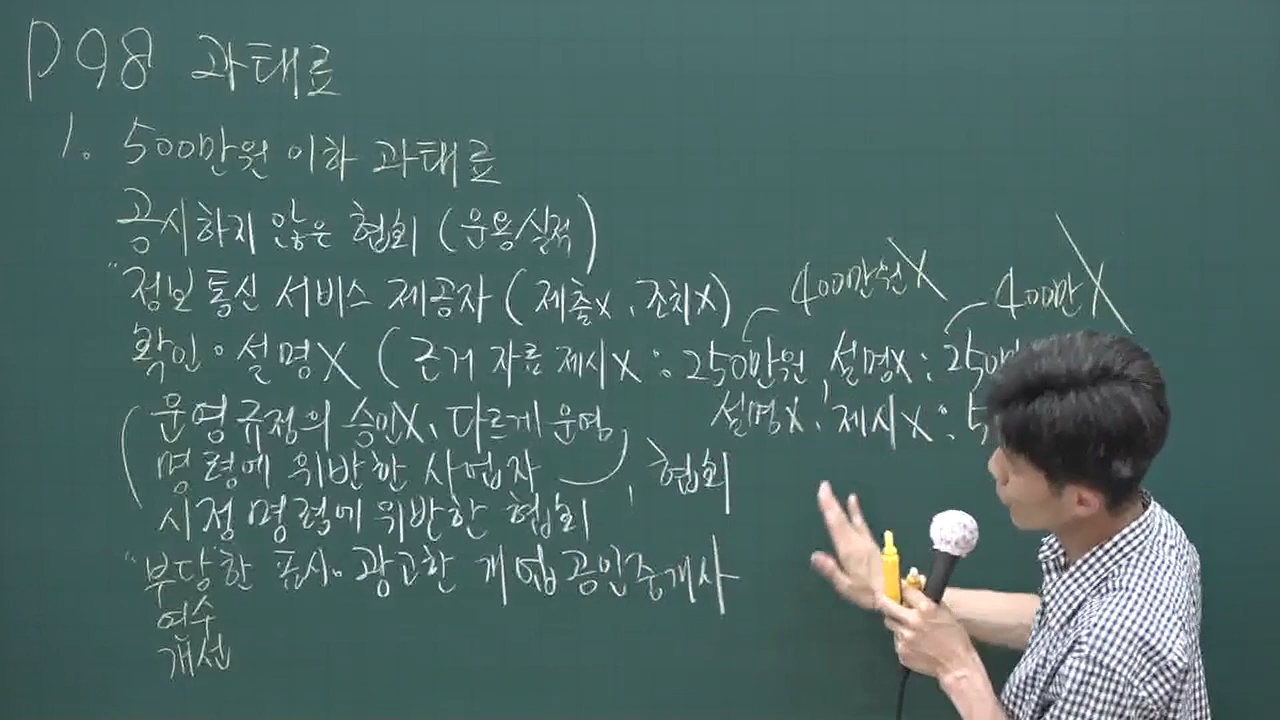 P98 과태료
1. 500만원 이하 과태료
공시하지 않은 협회 (운용실적)
"정보통신 서비스 제공자 (제출X, 조치X)
400만원X 400만X
확인·설명X (근거 자료 제시X : 250만원, 설명X : 250만
설명X, 제시X : 5
운영규정의 승인X, 다르게 운영
명령에 위반한 사업자
, 협회
시정명령에 위반한 협회
"부당한 표시·광고한 개업공인중개사
연수
개선